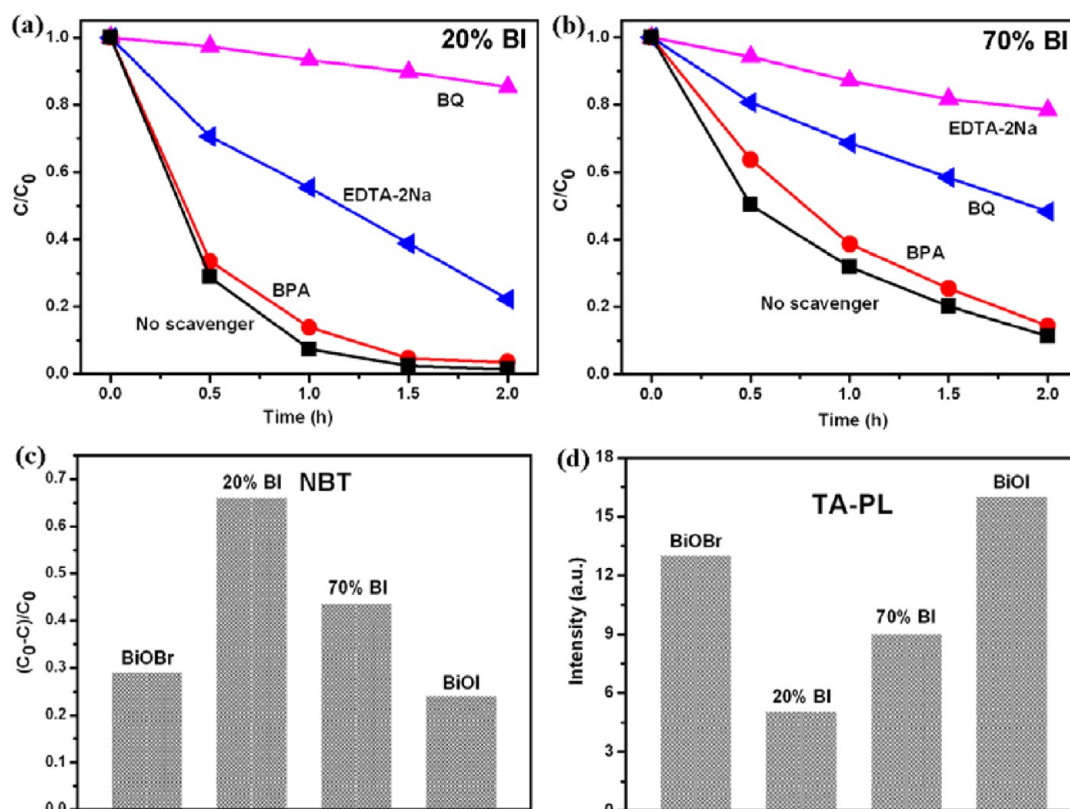 (a)
20% BI
C/C0
1.0
0.8
0.6
0.4
0.2
0.0
BQ
EDTA-2Na
BPA
No scavenger
0.0 0.5 1.0 1.5 2.0
Time (h)
(b)
70% BI
C/C0
1.0
0.8
0.6
0.4
0.2
0.0
EDTA-2Na
BQ
BPA
No scavenger
0.0 0.5 1.0 1.5 2.0
Time (h)
(c)
NBT
(C0-C)/C0
0.7
0.6
0.5
0.4
0.3
0.2
0.1
0.0
BiOBr
20% BI
70% BI
BiOI
(d)
TA-PL
Intensity (a.u.)
18
15
12
9
6
3
0
BiOBr
20% BI
70% BI
BiOI